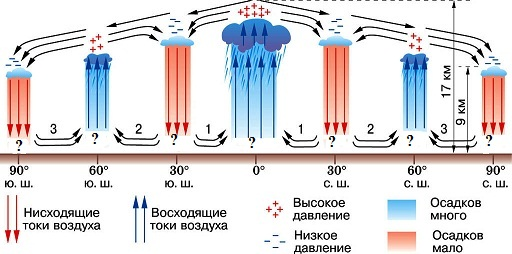 17 км
9 км
3 2 1 1 2 3
? ? ? ? ? ? ?
90° 60° 30° 0° 30° 60° 90°
ю. ш. ю. ш. ю. ш. с. ш. с. ш. с. ш.
Нисходящие токи воздуха
Восходящие токи воздуха
Высокое давление
Низкое давление
Осадков много
Осадков мало